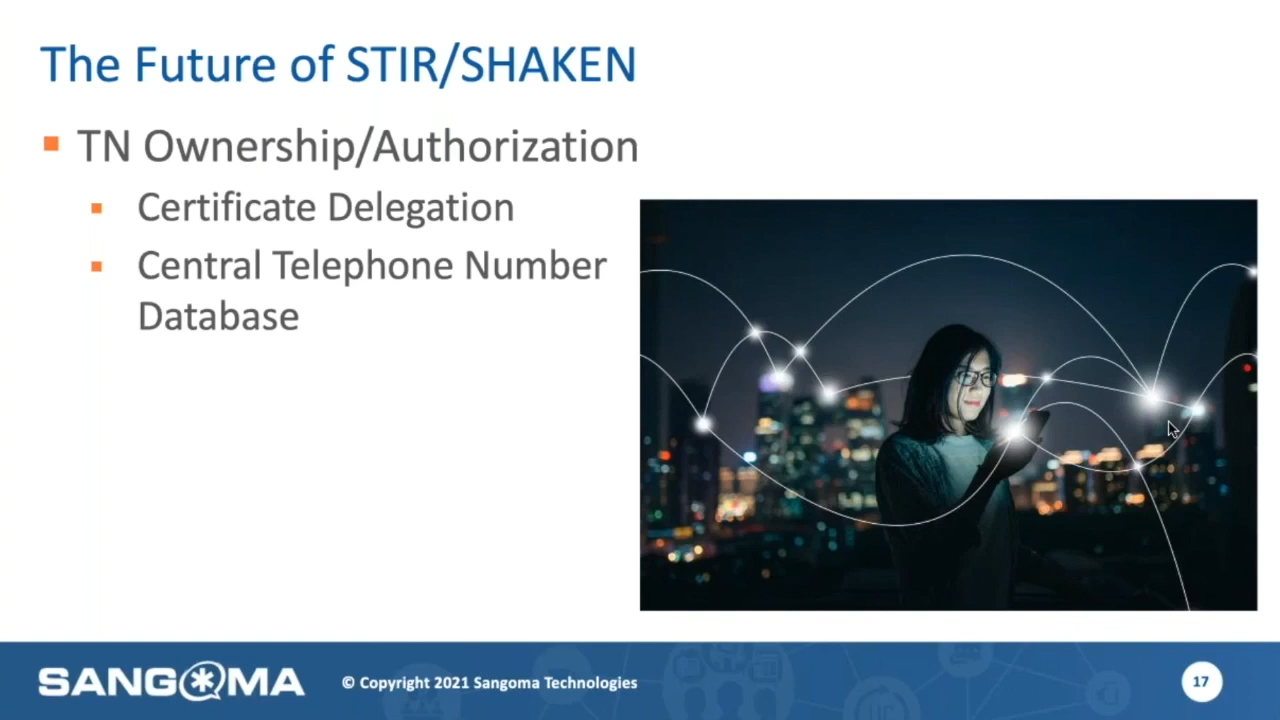 The Future of STIR/SHAKEN
TN Ownership/Authorization
Certificate Delegation
Central Telephone Number
Database
SANGOMA
© Copyright 2021 Sangoma Technologies
17
UC